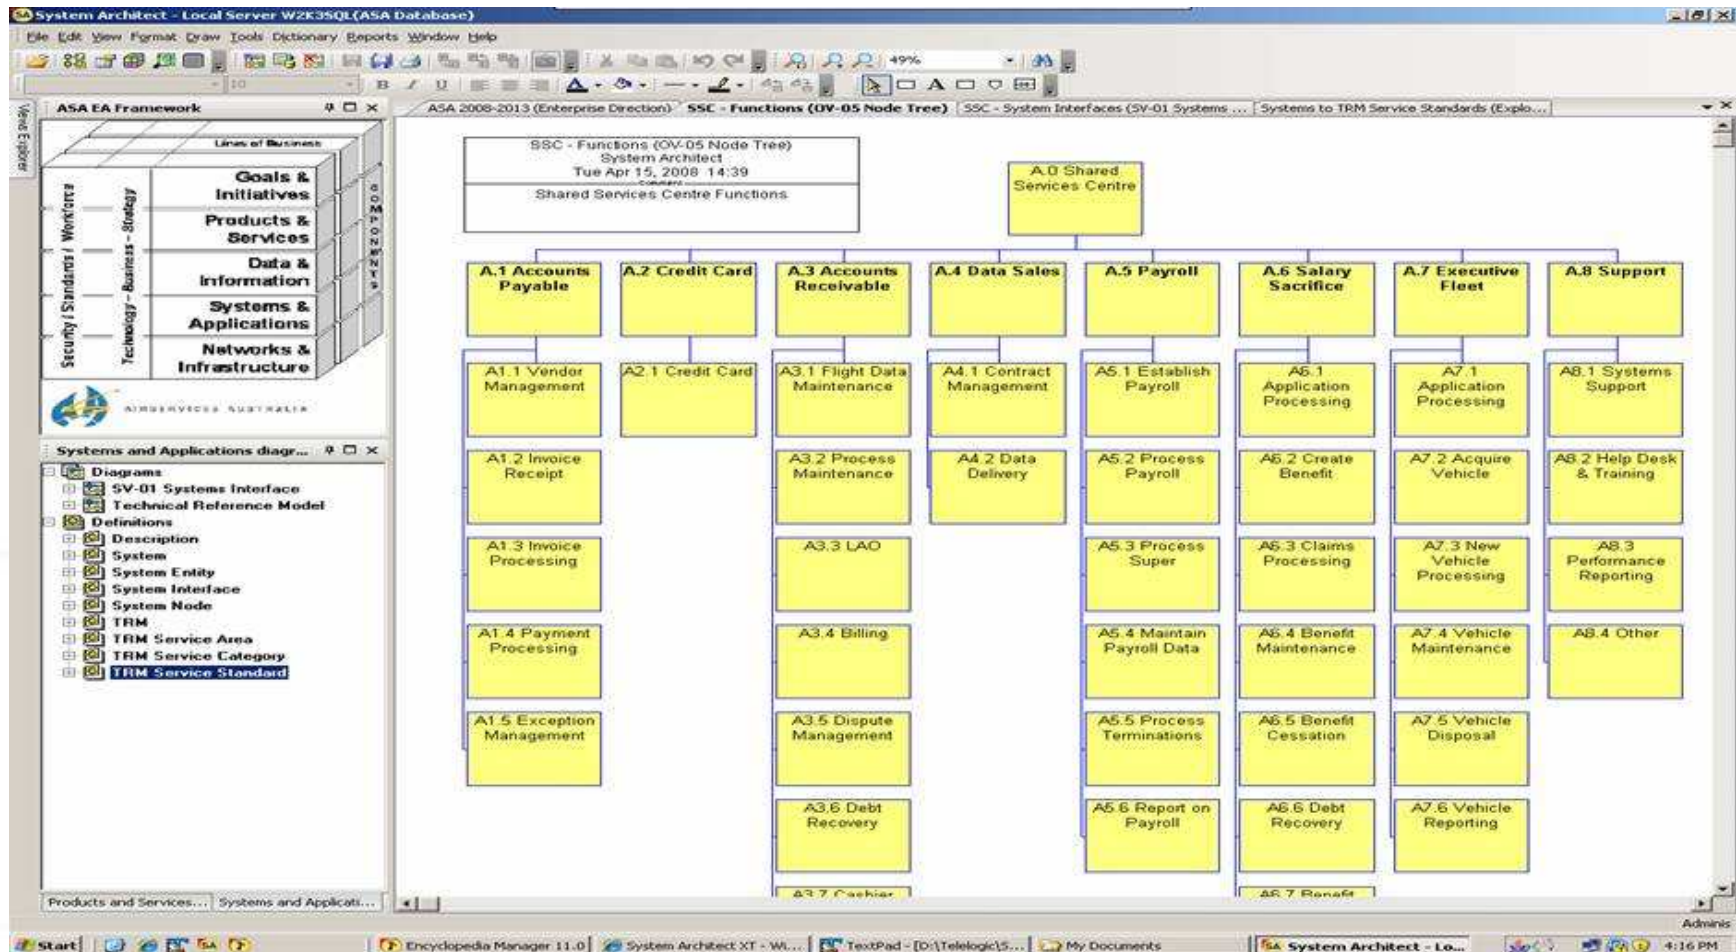 System Architect - Local Server W2K3SQL(ASA Database)
File Edit View Format Draw Tools Dictionary Reports Window Help
49%
10
B I U
A
A
Views Explorer
ASA EA Framework
ASA 2008-2013 (Enterprise Direction)
SSC - Functions (OV-05 Node Tree)
SSC - System Interfaces (SV-01 Systems ...
Systems to TRM Service Standards (Explo...
Lines of Business
Goals &
Initiatives
Products &
Services
Data &
Information
Systems &
Applications
Networks &
Infrastructure
Security / Standards / Workforce
Technology - Business - Strategy
COMPONENTS
AIRSERVICES AUSTRALIA
Systems and Applications diagr...
Diagrams
SV-01 Systems Interface
Technical Reference Model
Definitions
Description
System
System Entity
System Interface
System Node
TRM
TRM Service Area
TRM Service Category
TRM Service Standard
Products and Services...
Systems and Applicati...
SSC - Functions (OV-05 Node Tree)
System Architect
Tue Apr 15, 2008 14:39
Comment
Shared Services Centre Functions
A.0 Shared
Services Centre
A.1 Accounts
Payable
A.2 Credit Card
A.3 Accounts
Receivable
A.4 Data Sales
A.5 Payroll
A.6 Salary
Sacrifice
A.7 Executive
Fleet
A.8 Support
A1.1 Vendor
Management
A2.1 Credit Card
A3.1 Flight Data
Maintenance
A4.1 Contract
Management
A5.1 Establish
Payroll
A6.1
Application
Processing
A7.1
Application
Processing
A8.1 Systems
Support
A1.2 Invoice
Receipt
A3.2 Process
Maintenance
A4.2 Data
Delivery
A5.2 Process
Payroll
A6.2 Create
Benefit
A7.2 Acquire
Vehicle
A8.2 Help Desk
& Training
A1.3 Invoice
Processing
A3.3 LAO
A5.3 Process
Super
A6.3 Claims
Processing
A7.3 New
Vehicle
Processing
A8.3
Performance
Reporting
A1.4 Payment
Processing
A3.4 Billing
A5.4 Maintain
Payroll Data
A6.4 Benefit
Maintenance
A7.4 Vehicle
Maintenance
A8.4 Other
A1.5 Exception
Management
A3.5 Dispute
Management
A5.5 Process
Terminations
A6.5 Benefit
Cessation
A7.5 Vehicle
Disposal
A3.6 Debt
Recovery
A5.6 Report on
Payroll
A6.6 Debt
Recovery
A7.6 Vehicle
Reporting
A3.7 Cashier
A6.7 Benefit
Adminis
Start
Encyclopedia Manager 11.0
System Architect XT - Wi...
TextPad - [D:\Telelogic\S...
My Documents
System Architect - Lo...
4:16 PM